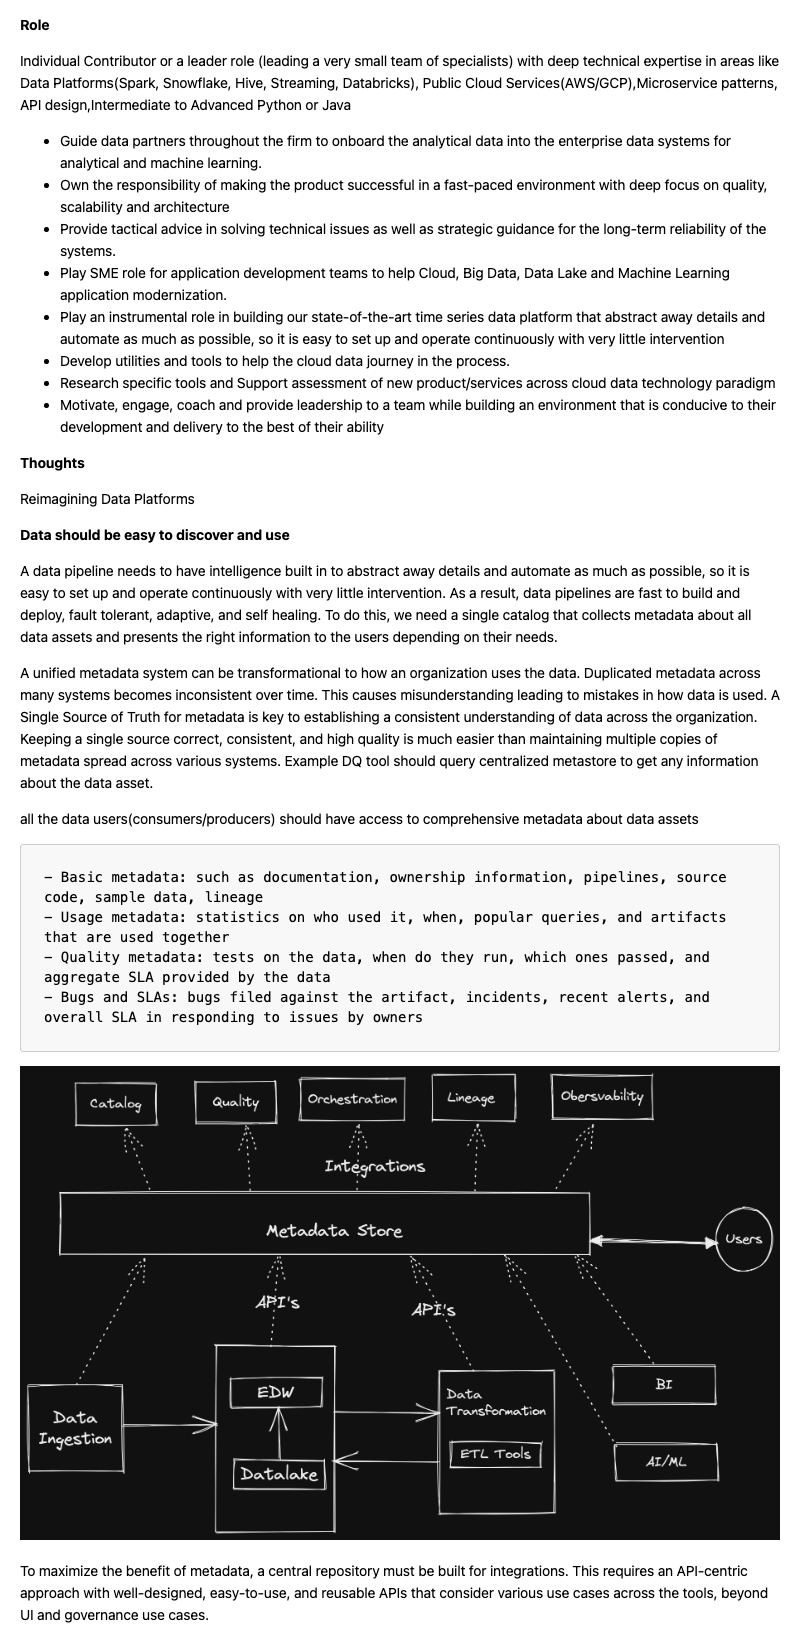 Role
Individual Contributor or a leader role (leading a very small team of specialists) with deep technical expertise in areas like
Data Platforms(Spark, Snowflake, Hive, Streaming, Databricks), Public Cloud Services(AWS/GCP),Microservice patterns,
API design,Intermediate to Advanced Python or Java
• Guide data partners throughout the firm to onboard the analytical data into the enterprise data systems for
analytical and machine learning.
• Own the responsibility of making the product successful in a fast-paced environment with deep focus on quality,
scalability and architecture
• Provide tactical advice in solving technical issues as well as strategic guidance for the long-term reliability of the
systems.
• Play SME role for application development teams to help Cloud, Big Data, Data Lake and Machine Learning
application modernization.
• Play an instrumental role in building our state-of-the-art time series data platform that abstract away details and
automate as much as possible, so it is easy to set up and operate continuously with very little intervention
• Develop utilities and tools to help the cloud data journey in the process.
• Research specific tools and Support assessment of new product/services across cloud data technology paradigm
• Motivate, engage, coach and provide leadership to a team while building an environment that is conducive to their
development and delivery to the best of their ability
Thoughts
Reimagining Data Platforms
Data should be easy to discover and use
A data pipeline needs to have intelligence built in to abstract away details and automate as much as possible, so it is
easy to set up and operate continuously with very little intervention. As a result, data pipelines are fast to build and
deploy, fault tolerant, adaptive, and self healing. To do this, we need a single catalog that collects metadata about all
data assets and presents the right information to the users depending on their needs.
A unified metadata system can be transformational to how an organization uses the data. Duplicated metadata across
many systems becomes inconsistent over time. This causes misunderstanding leading to mistakes in how data is used. A
Single Source of Truth for metadata is key to establishing a consistent understanding of data across the organization.
Keeping a single source correct, consistent, and high quality is much easier than maintaining multiple copies of
metadata spread across various systems. Example DQ tool should query centralized metastore to get any information
about the data asset.
all the data users(consumers/producers) should have access to comprehensive metadata about data assets
– Basic metadata: such as documentation, ownership information, pipelines, source
code, sample data, lineage
– Usage metadata: statistics on who used it, when, popular queries, and artifacts
that are used together
– Quality metadata: tests on the data, when do they run, which ones passed, and
aggregate SLA provided by the data
– Bugs and SLAs: bugs filed against the artifact, incidents, recent alerts, and
overall SLA in responding to issues by owners
Catalog
Quality
Orchestration
Lineage
Obersvability
Integrations
Metadata Store
Users
API's
API's
Data
Ingestion
EDW
Datalake
Data
Transformation
ETL Tools
BI
AI/ML
To maximize the benefit of metadata, a central repository must be built for integrations. This requires an API-centric
approach with well-designed, easy-to-use, and reusable APIs that consider various use cases across the tools, beyond
UI and governance use cases.